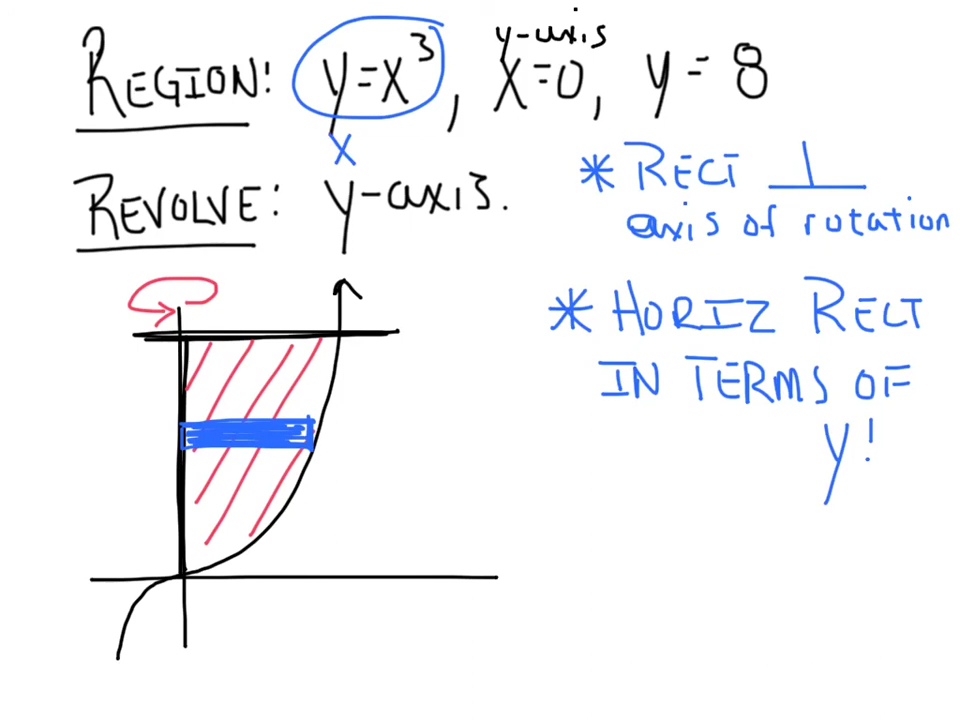 y-axis
REGION: y=x³, x=0, y=8
x
REVOLVE: y-axis.
* RECT ⊥
axis of rotation
* HORIZ RECT
IN TERMS OF
y!